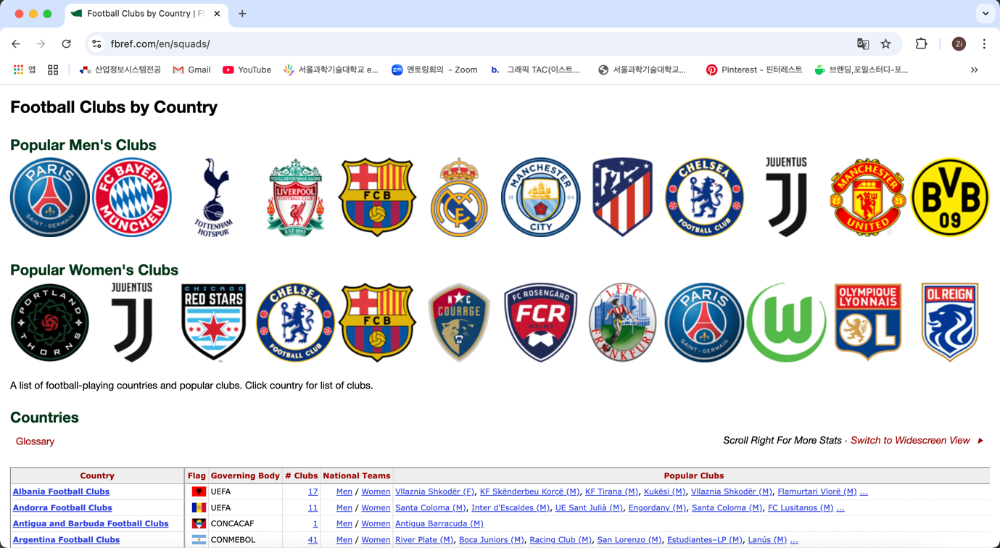 Football Clubs by Country | F
fbref.com/en/squads/
Zi
앱
산업정보시스템전공
Gmail
YouTube
서울과학기술대학교 e...
zm
멘토링회의 - Zoom
b.
그래픽 TAC(이스트...
서울과학기술대학교...
Pinterest - 핀터레스트
브랜딩,포일스터디-포...
Football Clubs by Country
Popular Men's Clubs
PARIS SAINT-GERMAIN
FC BAYERN MÜNCHEN
TOTTENHAM HOTSPUR
YOU'LL NEVER WALK ALONE LIVERPOOL FOOTBALL CLUB EST·1892
FCB
MANCHESTER 18 94 CITY
CHELSEA FOOTBALL CLUB
JUVENTUS
MANCHESTER UNITED
BVB 09
Popular Women's Clubs
PORTLAND THORNS
JUVENTUS
CHICAGO RED STARS
CHELSEA FOOTBALL CLUB
FCB
NC COURAGE
FC ROSENGÅRD FCR MALMÖ
1. FFC FRANKFURT
PARIS SAINT-GERMAIN
W
OLYMPIQUE LYONNAIS OL
OL REIGN
A list of football-playing countries and popular clubs. Click country for list of clubs.
Countries
Glossary
Scroll Right For More Stats · Switch to Widescreen View
Country Flag Governing Body # Clubs National Teams Popular Clubs
Albania Football Clubs UEFA 17 Men / Women Vllaznia Shkodër (F), KF Skënderbeu Korçë (M), KF Tirana (M), Kukësi (M), Vllaznia Shkodër (M), Flamurtari Vlorë (M) ...
Andorra Football Clubs UEFA 11 Men / Women Santa Coloma (M), Inter d'Escaldes (M), UE Sant Julià (M), Engordany (M), Santa Coloma (M), FC Lusitanos (M) ...
Antigua and Barbuda Football Clubs CONCACAF 1 Men / Women Antigua Barracuda (M)
Argentina Football Clubs CONMEBOL 41 Men / Women River Plate (M), Boca Juniors (M), Racing Club (M), San Lorenzo (M), Estudiantes–LP (M), Lanús (M) ...